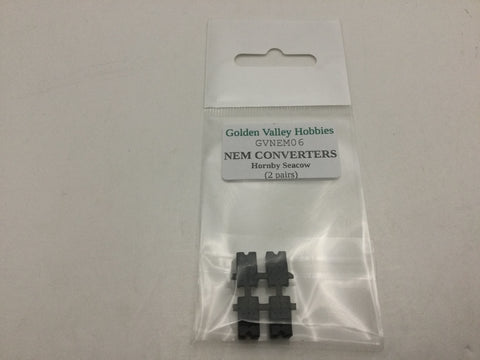 Golden Valley Hobbies
GVNEM06
NEM CONVERTERS
Hornby Seacow
(2 pairs)